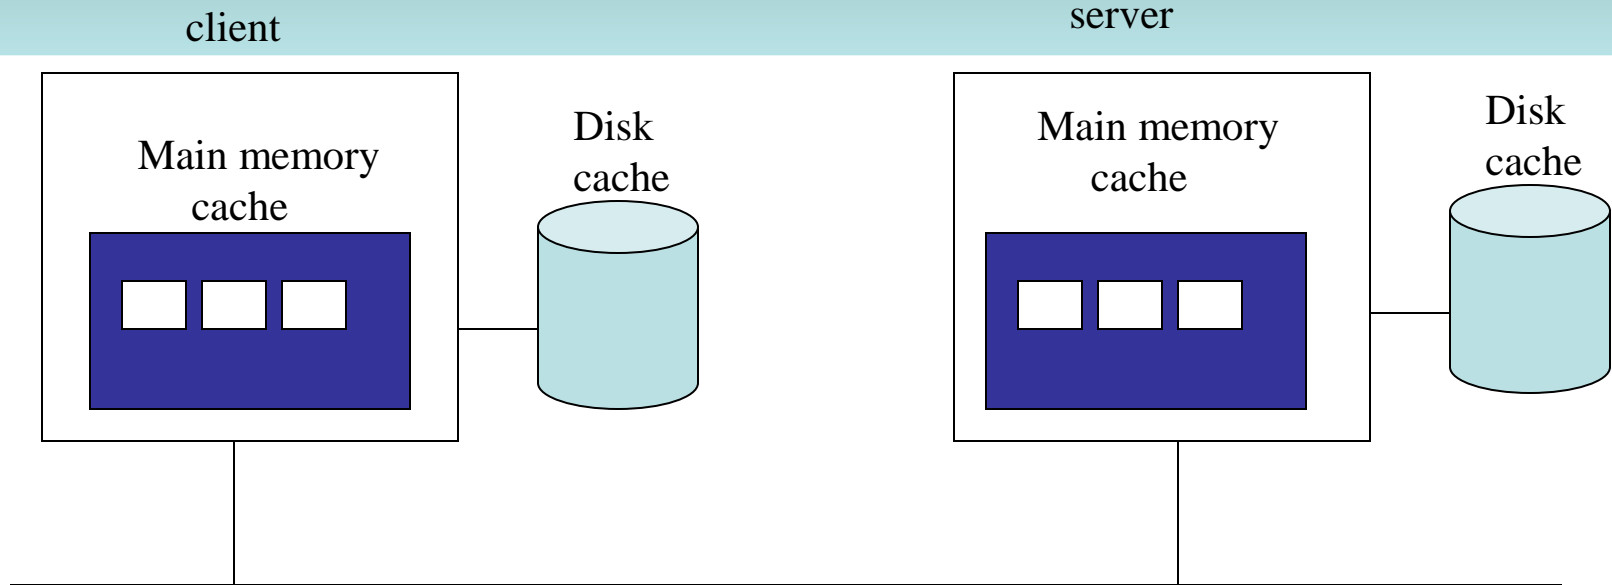 client
server
Main memory
cache
Disk
cache
Main memory
cache
Disk
cache